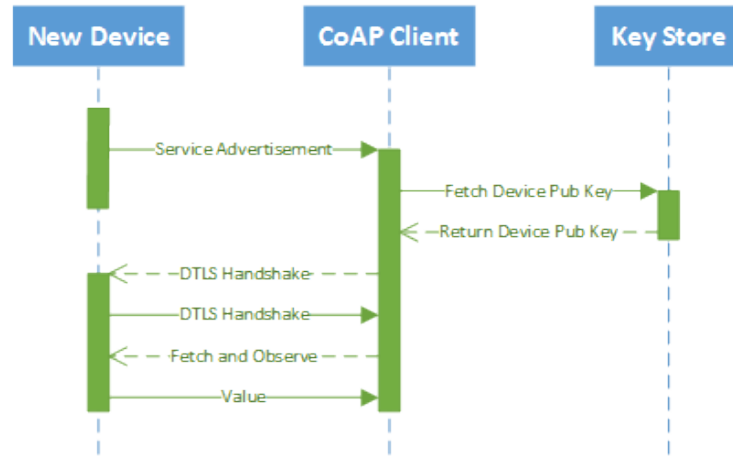 New Device
CoAP Client
Key Store
Service Advertisement
Fetch Device Pub Key
Return Device Pub Key
DTLS Handshake
DTLS Handshake
Fetch and Observe
Value